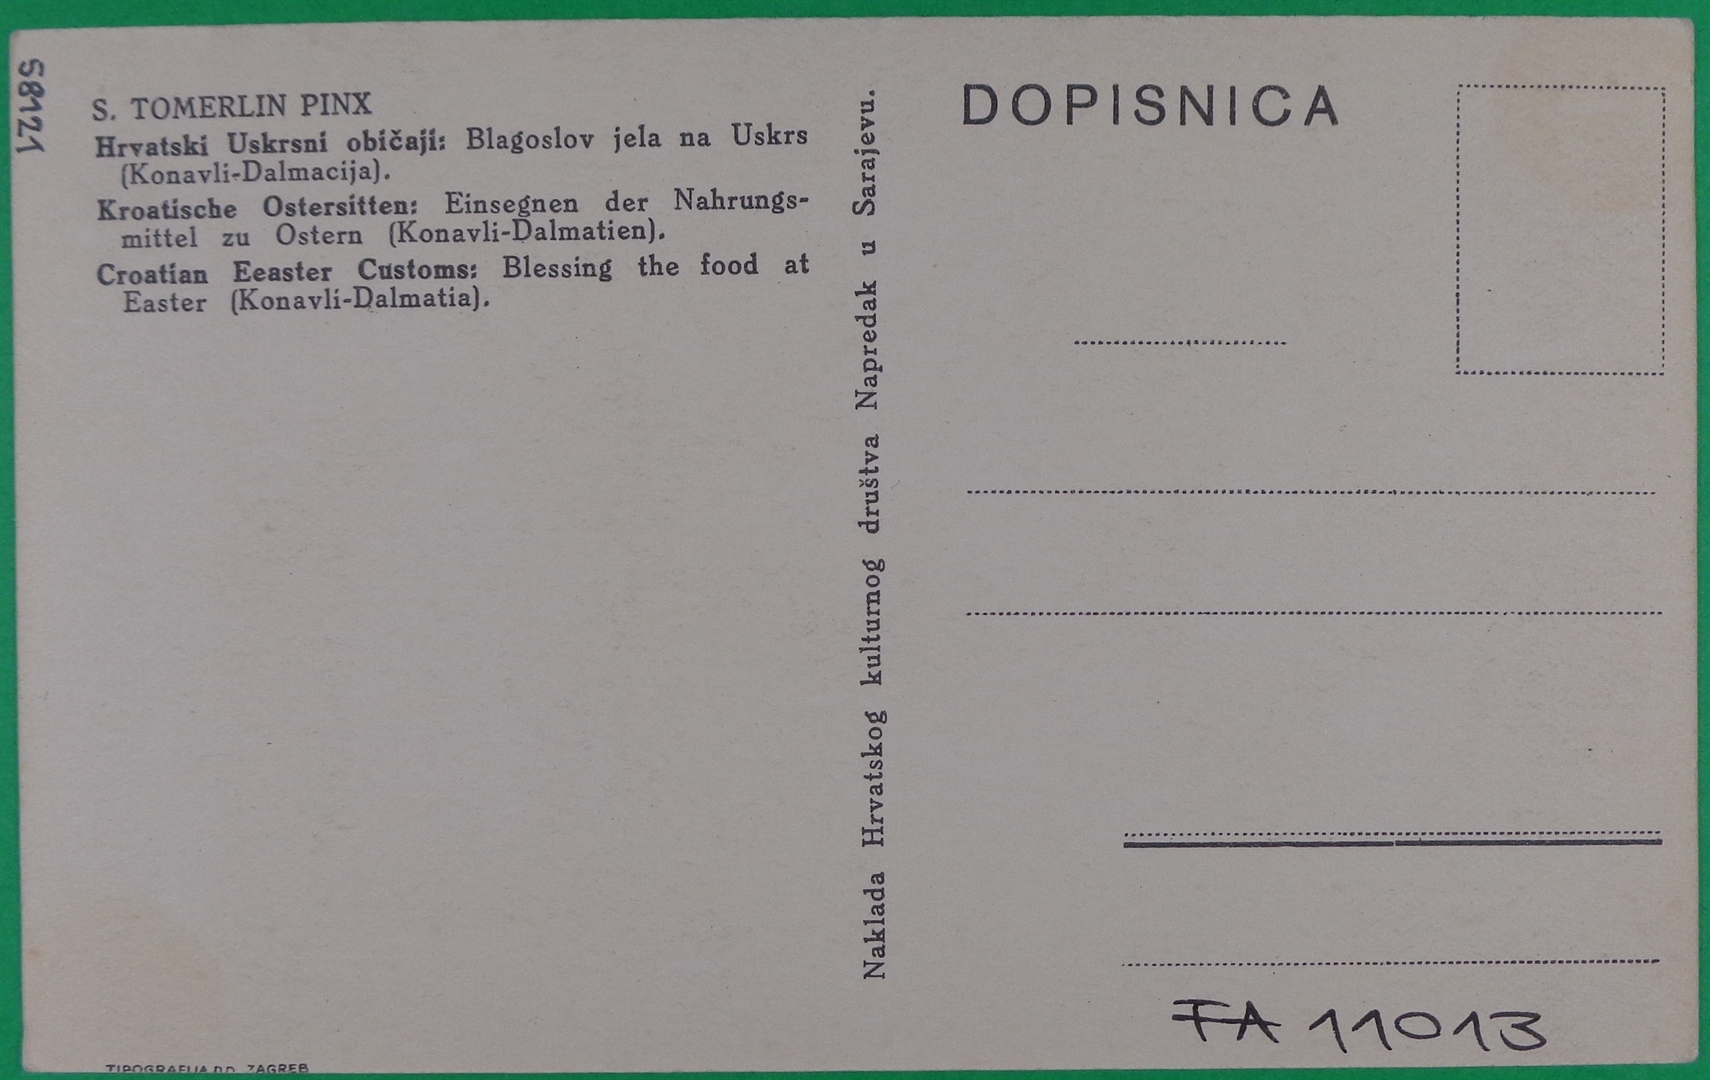 58121
S. TOMERLIN PINX
Hrvatski Uskrsni običaji: Blagoslov jela na Uskrs
(Konavli-Dalmacija).
Kroatische Ostersitten: Einsegnen der Nahrungs-
mittel zu Ostern (Konavli-Dalmatien).
Croatian Eeaster Customs: Blessing the food at
Easter (Konavli-Dalmatia).
TIPOGRAFIJA D.D. ZAGREB
Naklada Hrvatskog kulturnog društva Napredak u Sarajevu.
DOPISNICA
FA 11013